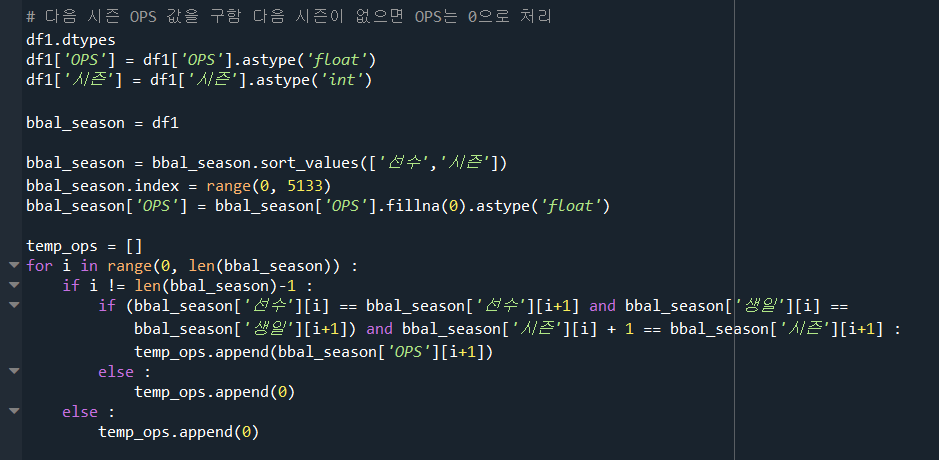 # 다음 시즌 OPS 값을 구함 다음 시즌이 없으면 OPS는 0으로 처리
df1.dtypes
df1['OPS'] = df1['OPS'].astype('float')
df1['시즌'] = df1['시즌'].astype('int')
bbal_season = df1
bbal_season = bbal_season.sort_values(['선수','시즌'])
bbal_season.index = range(0, 5133)
bbal_season['OPS'] = bbal_season['OPS'].fillna(0).astype('float')
temp_ops = []
for i in range(0, len(bbal_season)) :
if i != len(bbal_season)-1 :
if (bbal_season['선수'][i] == bbal_season['선수'][i+1] and bbal_season['생일'][i] ==
bbal_season['생일'][i+1]) and bbal_season['시즌'][i] + 1 == bbal_season['시즌'][i+1] :
temp_ops.append(bbal_season['OPS'][i+1])
else :
temp_ops.append(0)
else :
temp_ops.append(0)